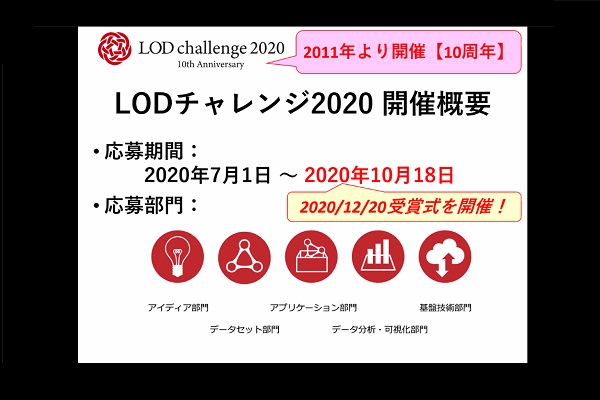 LOD challenge 2020
10th Anniversary
2011年より開催【10周年】
LODチャレンジ2020 開催概要
• 応募期間：
2020年7月1日 ～ 2020年10月18日
• 応募部門：
2020/12/20受賞式を開催！
アイディア部門
アプリケーション部門
基盤技術部門
データセット部門
データ分析・可視化部門